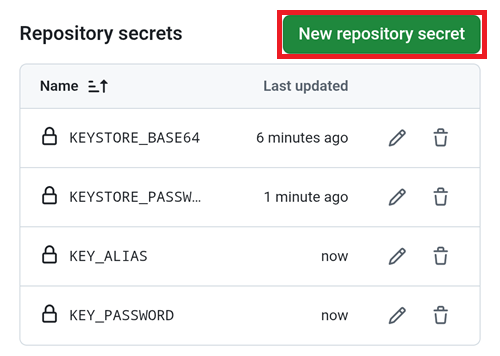 Repository secrets New repository secret
Name Last updated
KEYSTORE_BASE64 6 minutes ago
KEYSTORE_PASSW… 1 minute ago
KEY_ALIAS now
KEY_PASSWORD now